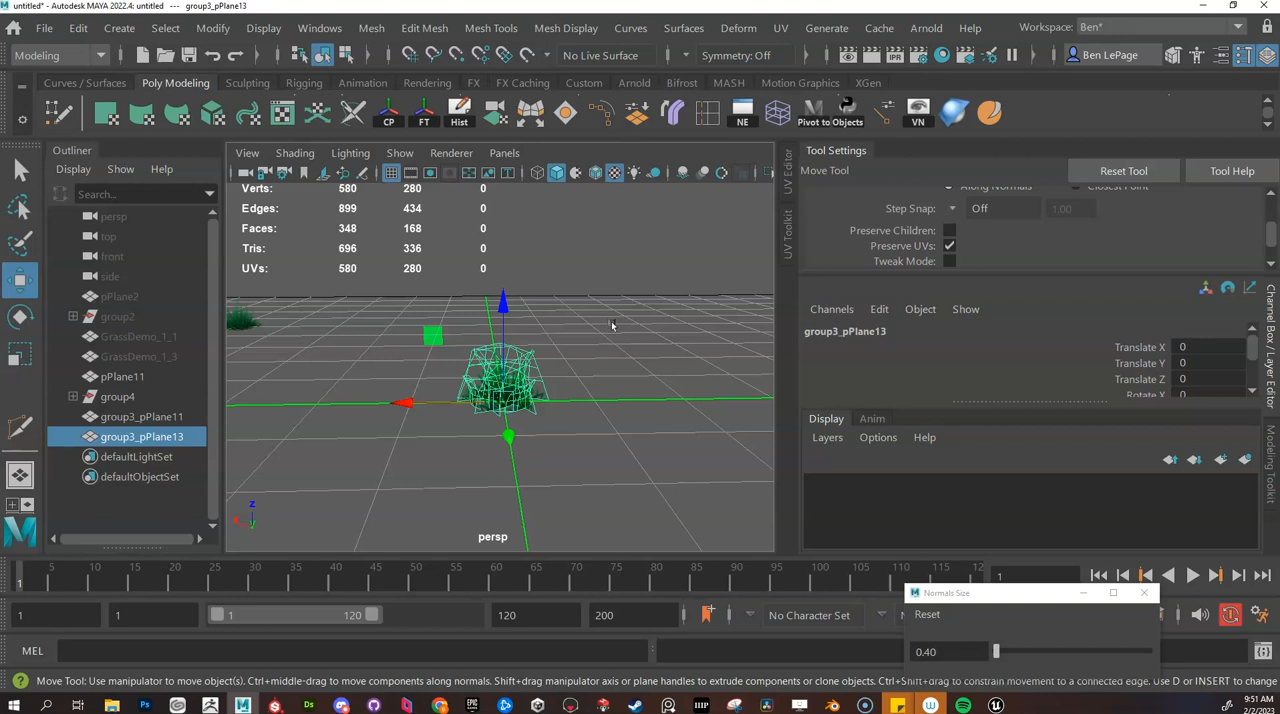 untitled* - Autodesk MAYA 2022.4: untitled --- group3_pPlane13
File Edit Create Select Modify Display Windows Mesh Edit Mesh Mesh Tools Mesh Display Curves Surfaces Deform UV Generate Cache Arnold Help Workspace: Ben*
Modeling No Live Surface Symmetry: Off Ben LePage
Curves / Surfaces Poly Modeling Sculpting Rigging Animation Rendering FX FX Caching Custom Arnold Bifrost MASH Motion Graphics XGen
CP FT Hist NE Pivot to Objects VN
Outliner
Display Show Help
Search...
persp
top
front
side
pPlane2
group2
GrassDemo_1_1
GrassDemo_1_3
pPlane11
group4
group3_pPlane11
group3_pPlane13
defaultLightSet
defaultObjectSet
View Shading Lighting Show Renderer Panels
Verts: 580 280 0
Edges: 899 434 0
Faces: 348 168 0
Tris: 696 336 0
UVs: 580 280 0
persp
UV Editor
UV Toolkit
Tool Settings
Move Tool Reset Tool Tool Help
Along Normals Closest Point
Step Snap: Off 1.00
Preserve Children:
Preserve UVs:
Tweak Mode:
Channels Edit Object Show
group3_pPlane13
Translate X 0
Translate Y 0
Translate Z 0
Rotate X 0
Display Anim
Layers Options Help
Channel Box / Layer Editor
Modeling Toolkit
5 10 15 20 25 30 35 40 45 50 55 60 65 70 75 80 85 90 95 100 105 110 115 12
1 1
1 1 1 120 120 200 No Character Set
Normals Size
Reset
0.40
MEL
Move Tool: Use manipulator to move object(s). Ctrl+middle-drag to move components along normals. Shift+drag manipulator axis or plane handles to extrude components or clone objects. Ctrl+Shift+drag to constrain movement to a connected edge. Use D or INSERT to change
9:51 AM
2/2/2023